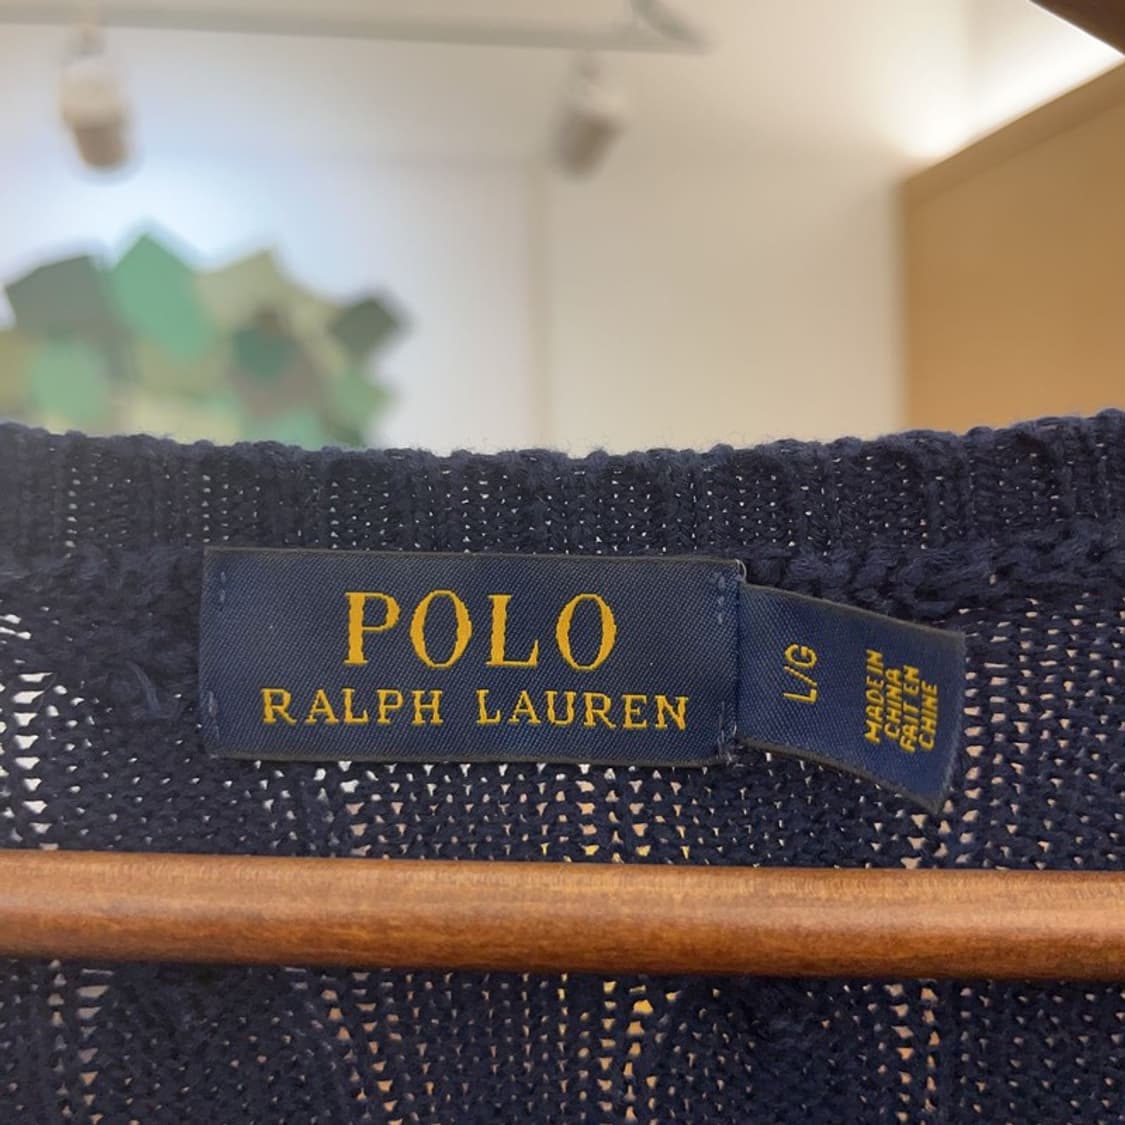 POLO
RALPH LAUREN
L/G
MADE IN
CHINA
FAIT EN
CHINE